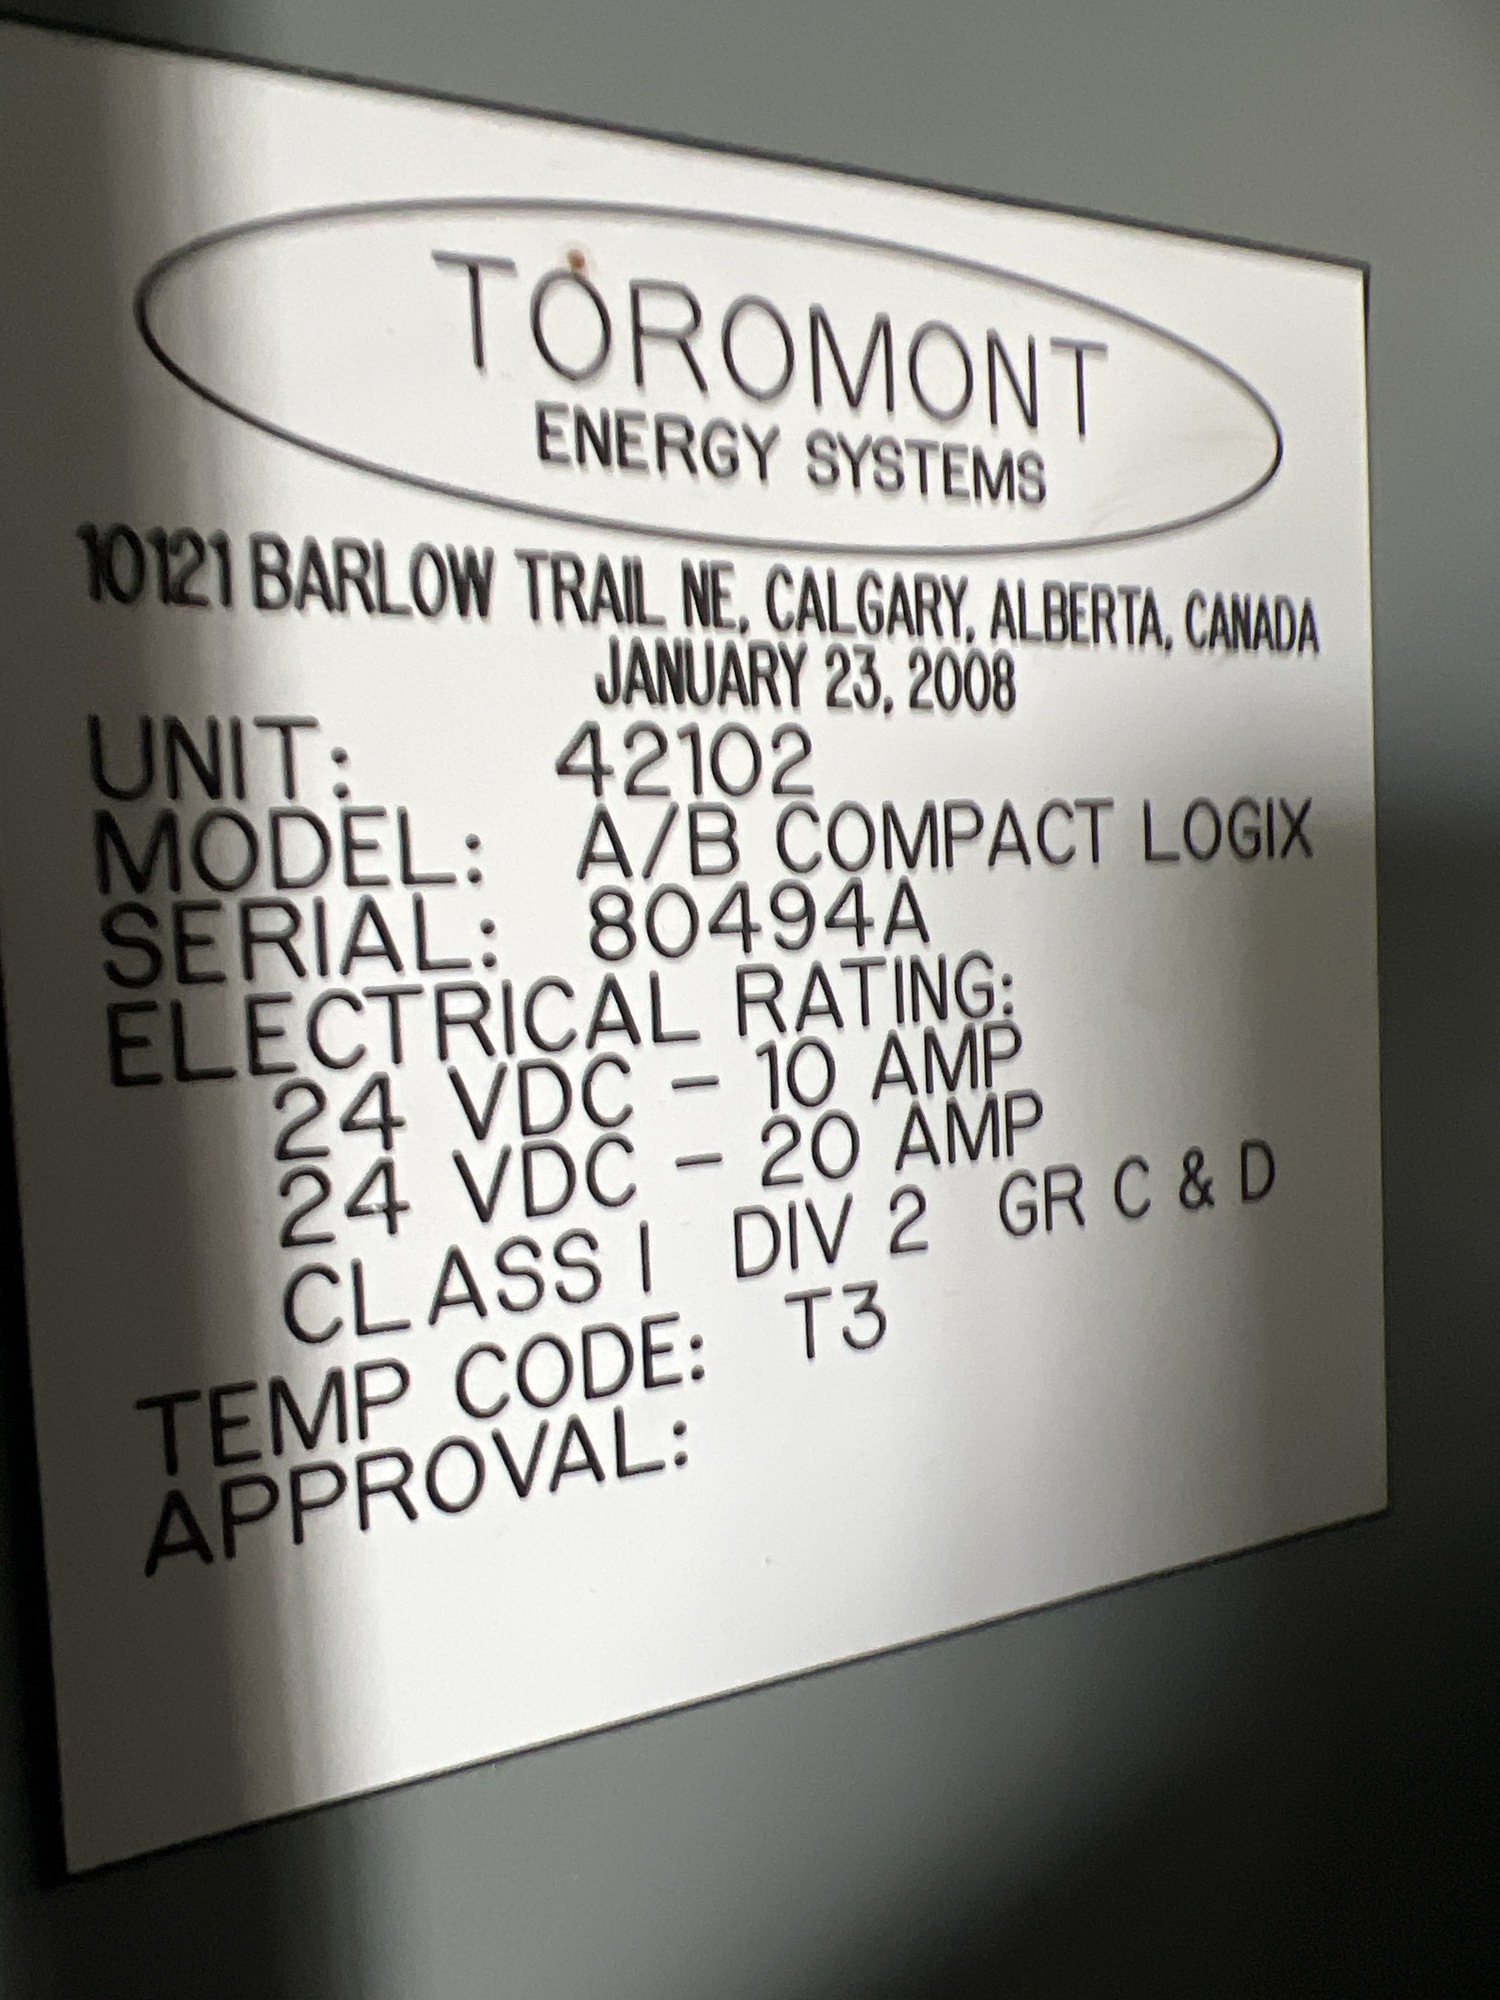 TOROMONT
ENERGY SYSTEMS
10121 BARLOW TRAIL NE, CALGARY, ALBERTA, CANADA
JANUARY 23, 2008
UNIT: 42102
MODEL: A/B COMPACT LOGIX
SERIAL: 80494A
ELECTRICAL RATING:
24 VDC – 10 AMP
24 VDC – 20 AMP
CLASS I DIV 2 GR C & D
TEMP CODE: T3
APPROVAL: